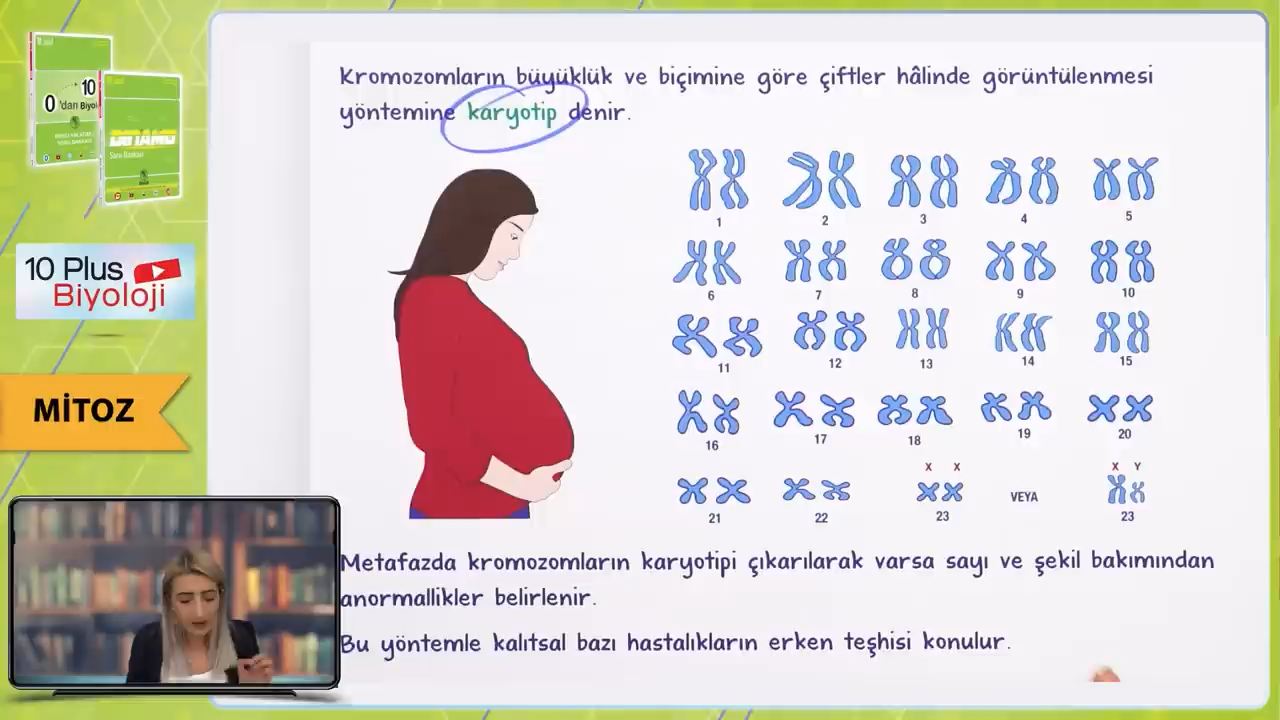 Kromozomların büyüklük ve biçimine göre çiftler hâlinde görüntülenmesi
yöntemine karyotip denir.
1 2 3 4 5
6 7 8 9 10
11 12 13 14 15
16 17 18 19 20
X X X Y
VEYA
21 22 23 23
Metafazda kromozomların karyotipi çıkarılarak varsa sayı ve şekil bakımından
anormallikler belirlenir.
Bu yöntemle kalıtsal bazı hastalıkların erken teşhisi konulur.
10
0 'dan Biyol
DİNAMO
Soru Bankası
10 Plus
Biyoloji
MİTOZ